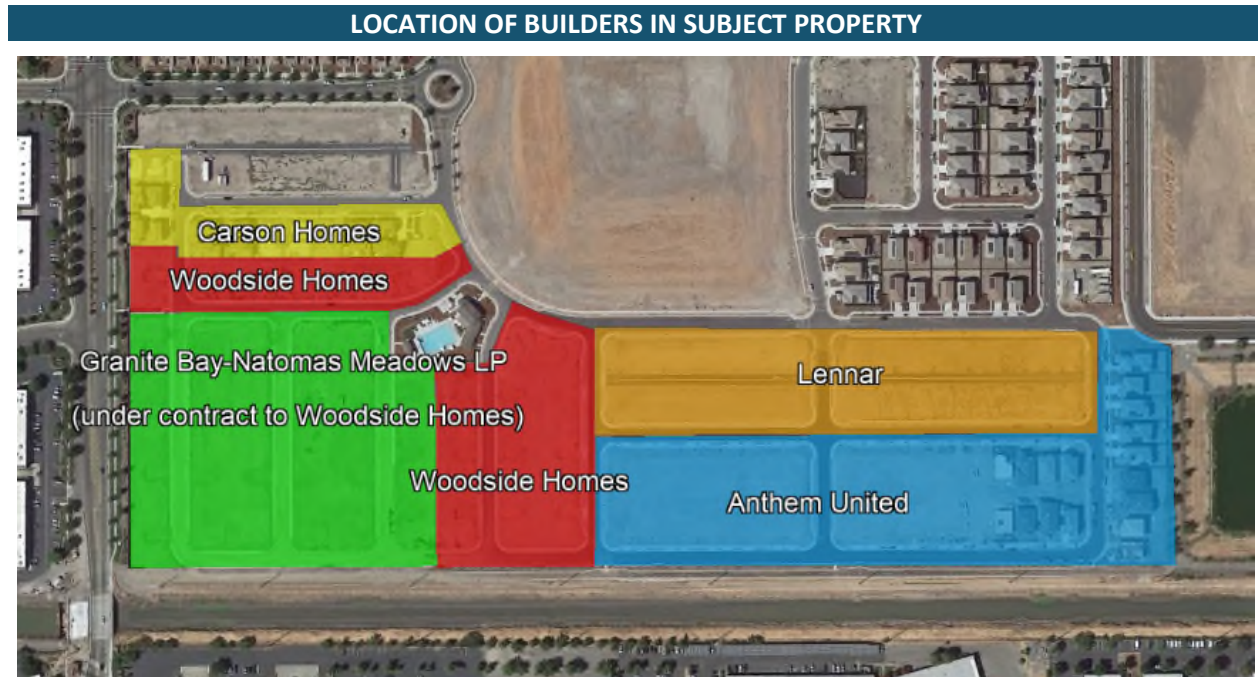 LOCATION OF BUILDERS IN SUBJECT PROPERTY
Carson Homes
Woodside Homes
Granite Bay-Natomas Meadows LP
(under contract to Woodside Homes)
Lennar
Woodside Homes
Anthem United